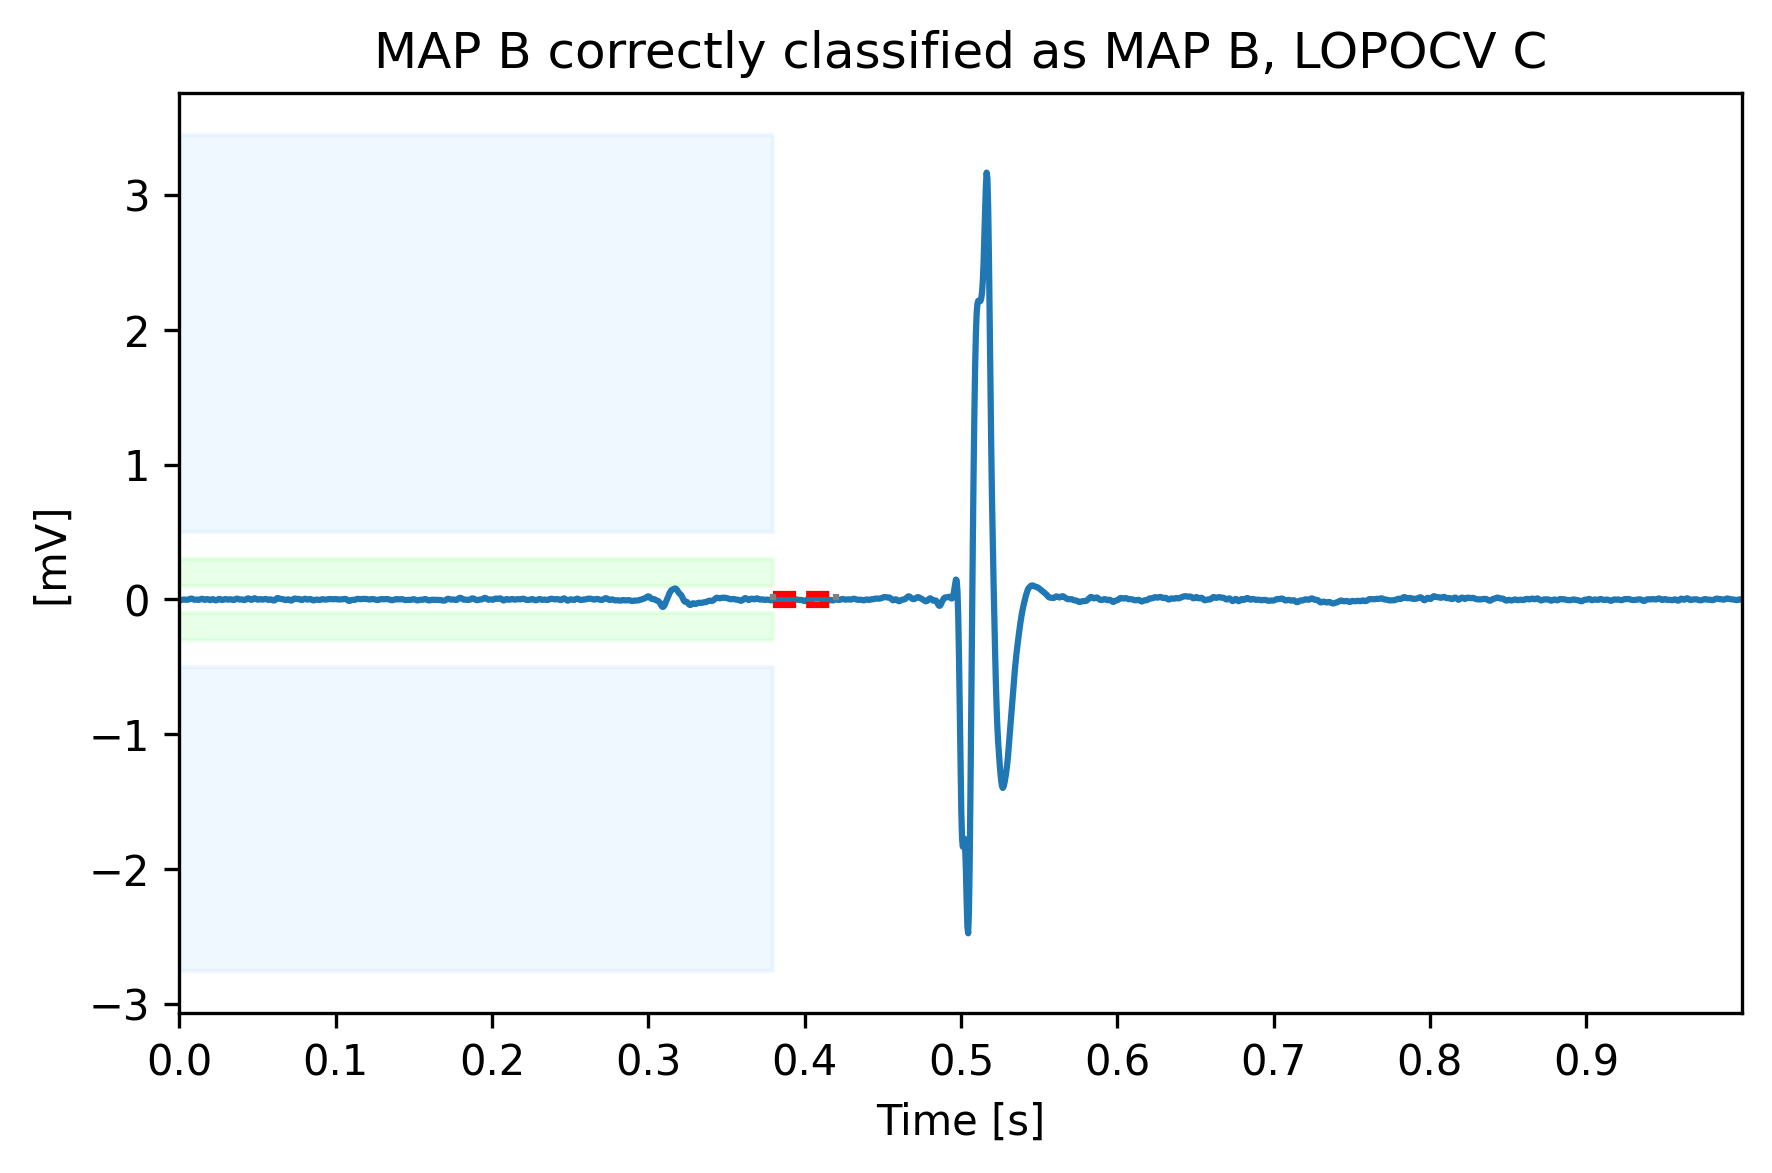 MAP B correctly classified as MAP B, LOPOCV C
[mV]
3
2
1
0
−1
−2
−3
0.0 0.1 0.2 0.3 0.4 0.5 0.6 0.7 0.8 0.9
Time [s]